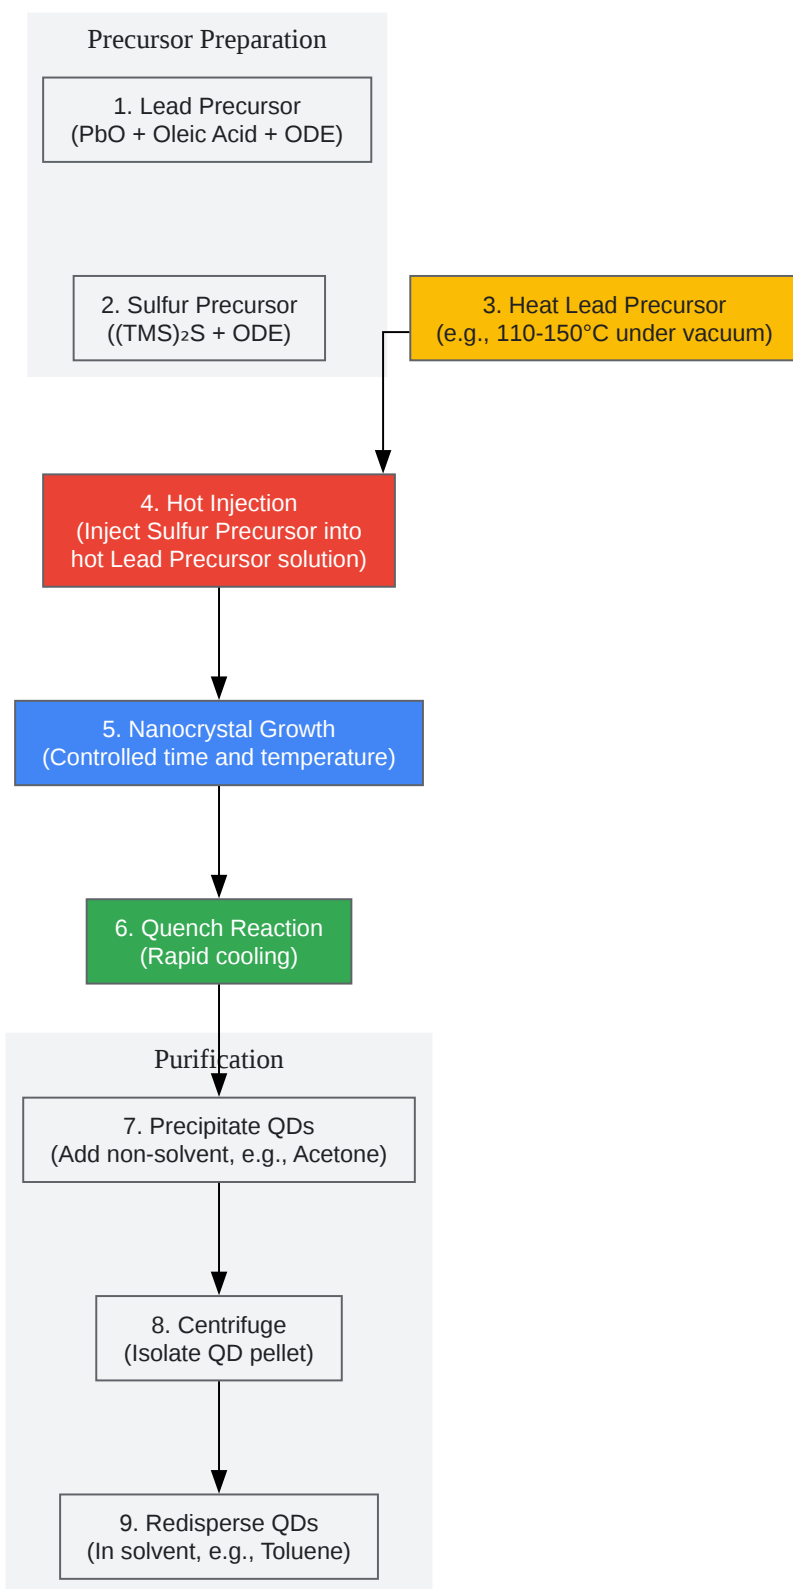 Precursor Preparation
1. Lead Precursor
(PbO + Oleic Acid + ODE)
2. Sulfur Precursor
((TMS)₂S + ODE)
3. Heat Lead Precursor
(e.g., 110-150°C under vacuum)
4. Hot Injection
(Inject Sulfur Precursor into
hot Lead Precursor solution)
5. Nanocrystal Growth
(Controlled time and temperature)
6. Quench Reaction
(Rapid cooling)
Purification
7. Precipitate QDs
(Add non-solvent, e.g., Acetone)
8. Centrifuge
(Isolate QD pellet)
9. Redisperse QDs
(In solvent, e.g., Toluene)